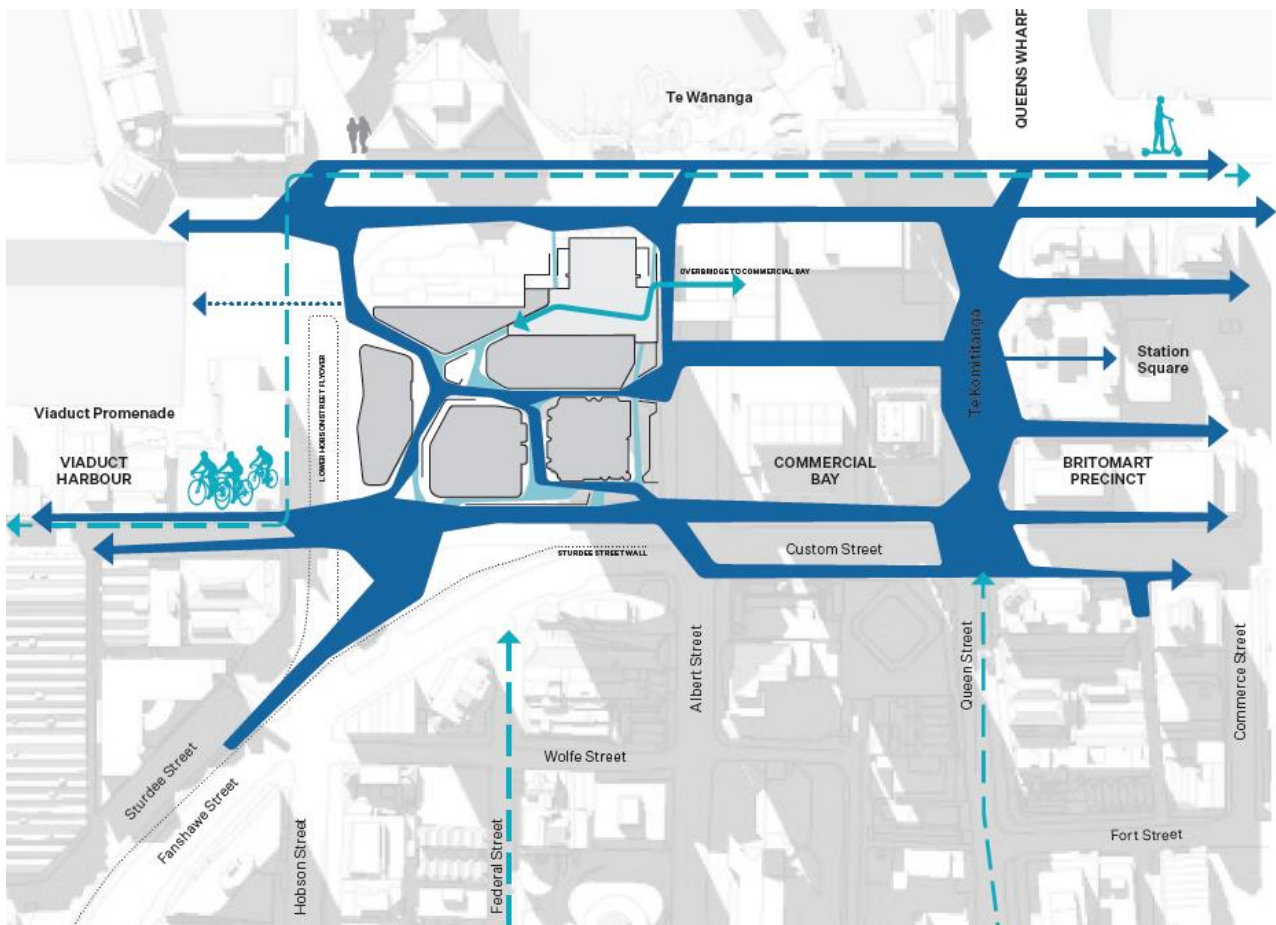 QUEENS WHARF
Te Wānanga
OVERBRIDGE TO COMMERCIAL BAY
Te Komititanga
Station
Square
LOWER HOBSON STREET FLYOVER
Viaduct Promenade
VIADUCT
HARBOUR
COMMERCIAL
BAY
BRITOMART
PRECINCT
STURDEE STREET WALL
Custom Street
Albert Street
Queen Street
Commerce Street
Wolfe Street
Sturdee Street
Fanshawe Street
Hobson Street
Federal Street
Fort Street